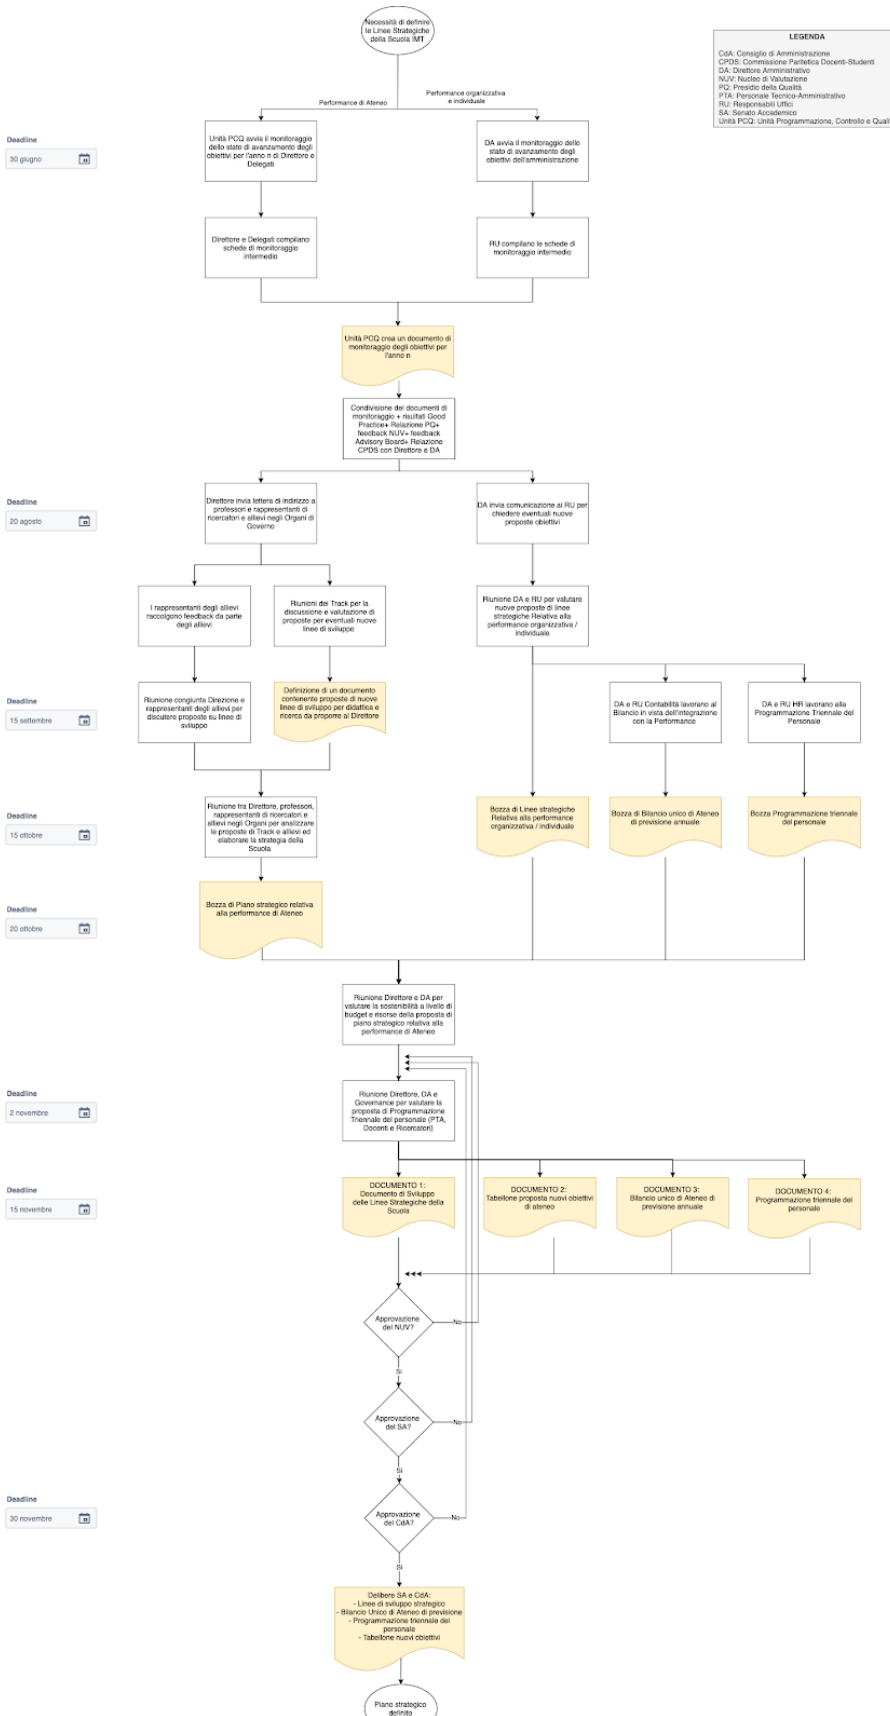 Necessità di definire
le Linee Strategiche
della Scuola IMT
LEGENDA
CdA: Consiglio di Amministrazione
CPDS: Commissione Paritetica Docenti-Studenti
DA: Direttore Amministrativo
NUV: Nucleo di Valutazione
PQ: Presidio della Qualità
PTA: Personale Tecnico-Amministrativo
RU: Responsabili Uffici
SA: Senato Accademico
Unità PCQ: Unità Programmazione, Controllo e Quali
Performance di Ateneo
Performance organizzativa
e individuale
Deadline
30 giugno
Unità PCQ avvia il monitoraggio
dello stato di avanzamento degli
obiettivi per l'anno n di Direttore e
Delegati
DA avvia il monitoraggio dello
stato di avanzamento degli
obiettivi dell'amministrazione
Direttore e Delegati compilano
schede di monitoraggio
intermedio
RU compilano le schede di
monitoraggio intermedio
Unità PCQ crea un documento di
monitoraggio degli obiettivi per
l'anno n
Condivisione dei documenti di
monitoraggio + risultati Good
Practice+ Relazione PQ+
feedback NUV+ feedback
Advisory Board+ Relazione
CPDS con Direttore e DA
Deadline
20 agosto
Direttore invia lettera di indirizzo a
professori e rappresentanti di
ricercatori e allievi negli Organi di
Governo
DA invia comunicazione ai RU per
chiedere eventuali nuove
proposte obiettivi
I rappresentanti degli allievi
raccolgono feedback da parte
degli allievi
Riunioni dei Track per la
discussione e valutazione di
proposte per eventuali nuove
linee di sviluppo
Riunione DA e RU per valutare
nuove proposte di linee
strategiche Relativa alla
performance organizzativa /
individuale
Deadline
15 settembre
Riunione congiunta Direzione e
rappresentanti degli allievi per
discutere proposte su linee di
sviluppo
Definizione di un documento
contenente proposte di nuove
linee di sviluppo per didattica e
ricerca da proporre al Direttore
DA e RU Contabilità lavorano al
Bilancio in vista dell'integrazione
con la Performance
DA e RU HR lavorano alla
Programmazione Triennale del
Personale
Deadline
15 ottobre
Riunione tra Direttore, professori,
rappresentanti di ricercatori e
allievi negli Organi per analizzare
le proposte di Track e allievi ed
elaborare la strategia della
Scuola
Bozza di Linee strategiche
Relativa alla performance
organizzativa / individuale
Bozza di Bilancio unico di Ateneo
di previsione annuale
Bozza Programmazione triennale
del personale
Deadline
20 ottobre
Bozza di Piano strategico relativa
alla performance di Ateneo
Riunione Direttore e DA per
valutare la sostenibilità a livello di
budget e risorse della proposta di
piano strategico relativa alla
performance di Ateneo
Deadline
2 novembre
Riunione Direttore, DA e
Governance per valutare la
proposta di Programmazione
Triennale del personale (PTA,
Docenti e Ricercatori)
Deadline
15 novembre
DOCUMENTO 1:
Documento di Sviluppo
delle Linee Strategiche della
Scuola
DOCUMENTO 2:
Tabellone proposta nuovi obiettivi
di ateneo
DOCUMENTO 3:
Bilancio unico di Ateneo di
previsione annuale
DOCUMENTO 4:
Programmazione triennale del
personale
Approvazione
del NUV?
No
Sì
Approvazione
del SA?
No
Sì
Deadline
30 novembre
Approvazione
del CdA?
No
Sì
Delibere SA e CdA:
- Linee di sviluppo strategico
- Bilancio Unico di Ateneo di previsione
- Programmazione triennale del
personale
- Tabellone nuovi obiettivi
Piano strategico
definito